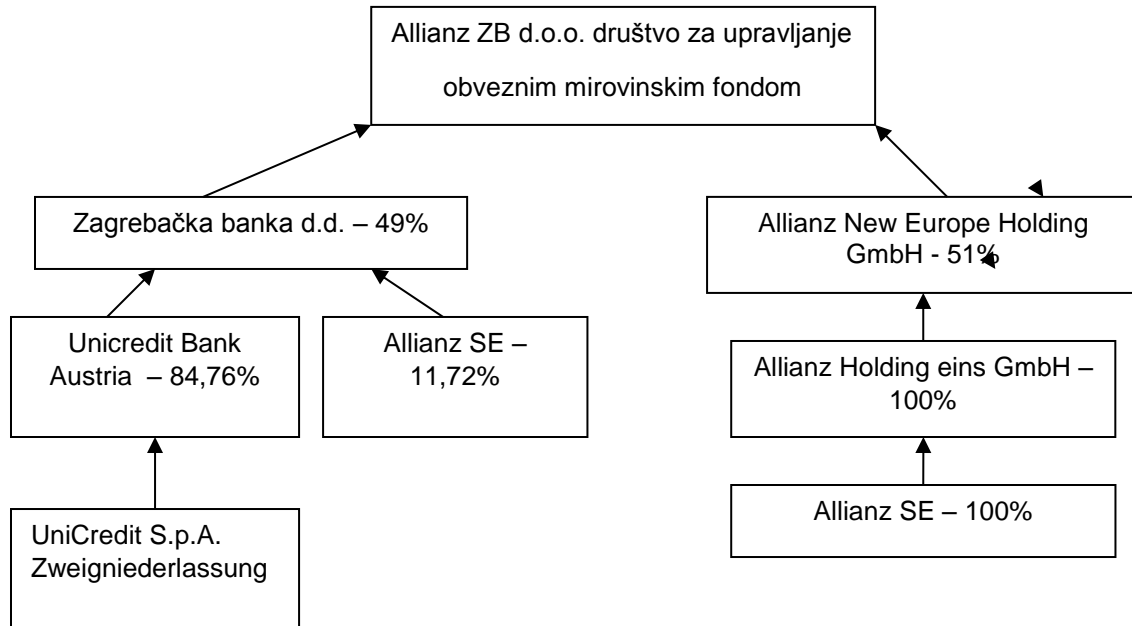 Allianz ZB d.o.o. društvo za upravljanje
obveznim mirovinskim fondom
Zagrebačka banka d.d. – 49%
Allianz New Europe Holding
GmbH - 51%
Unicredit Bank
Austria – 84,76%
Allianz SE –
11,72%
Allianz Holding eins GmbH –
100%
Allianz SE – 100%
UniCredit S.p.A.
Zweigniederlassung